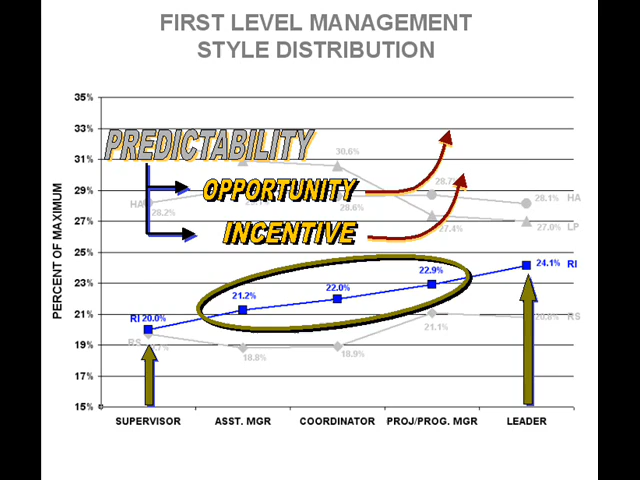 FIRST LEVEL MANAGEMENT
STYLE DISTRIBUTION
PERCENT OF MAXIMUM
35%
33%
31%
29%
27%
25%
23%
21%
19%
17%
15%
PREDICTABILITY
OPPORTUNITY
INCENTIVE
30.6%
HA
28.2%
28.6%
28.1% HA
27.4%
27.0% LP
RI 20.0%
21.2%
22.0%
22.9%
24.1% RI
RS
18.8%
18.9%
21.1%
20.8% RS
SUPERVISOR ASST. MGR COORDINATOR PROJ/PROG. MGR LEADER